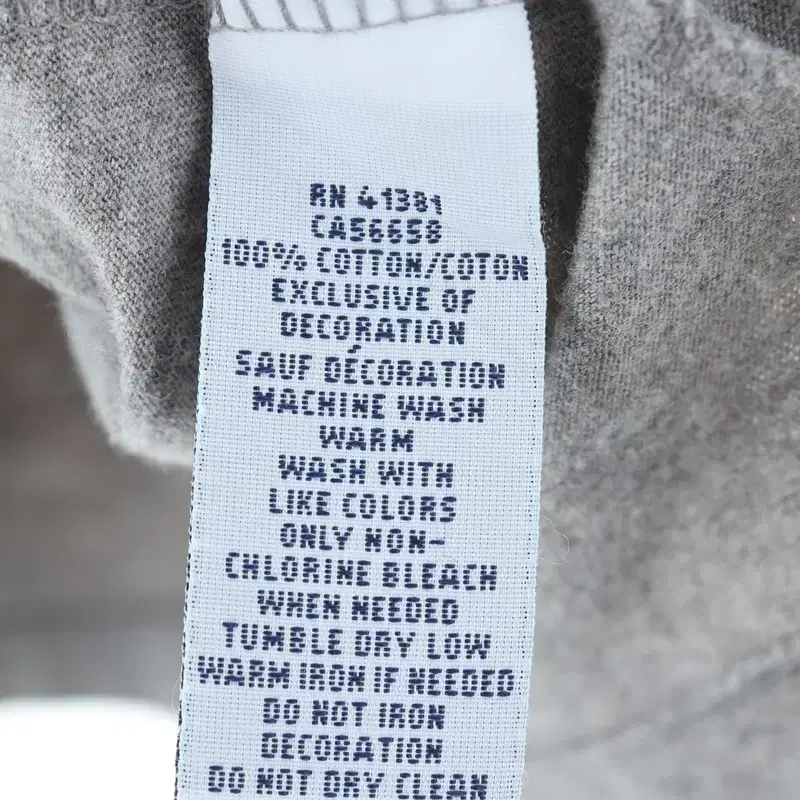 RN 41381
CA56658
100% COTTON/COTON
EXCLUSIVE OF
DECORATION
SAUF DÉCORATION
MACHINE WASH
WARM
WASH WITH
LIKE COLORS
ONLY NON-
CHLORINE BLEACH
WHEN NEEDED
TUMBLE DRY LOW
WARM IRON IF NEEDED
DO NOT IRON
DECORATION
DO NOT DRY CLEAN